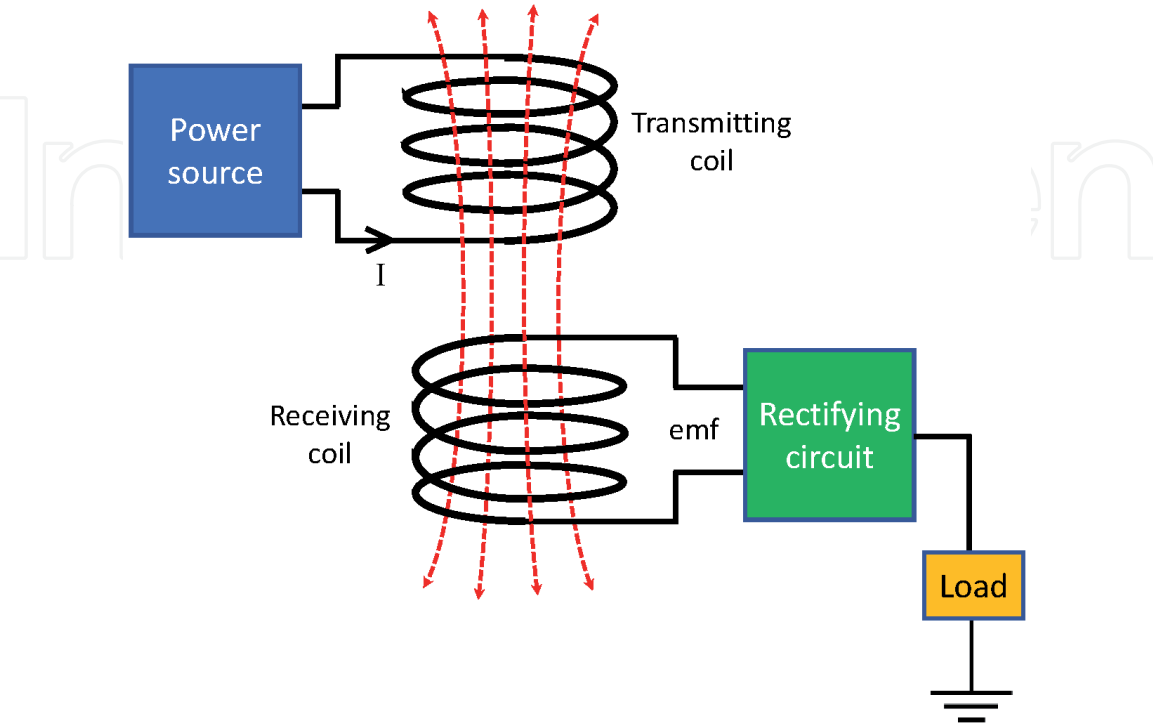 Power
source
Transmitting
coil
I
Receiving
coil
emf
Rectifying
circuit
Load